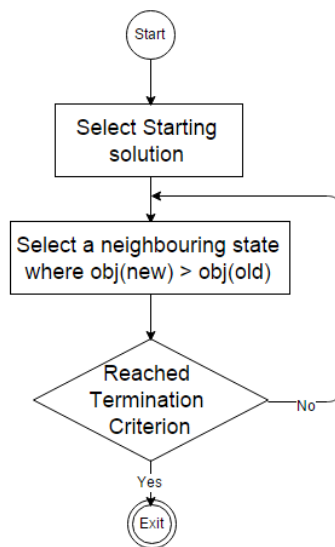 Start
Select Starting
solution
Select a neighbouring state
where obj(new) > obj(old)
Reached
Termination
Criterion
No
Yes
Exit